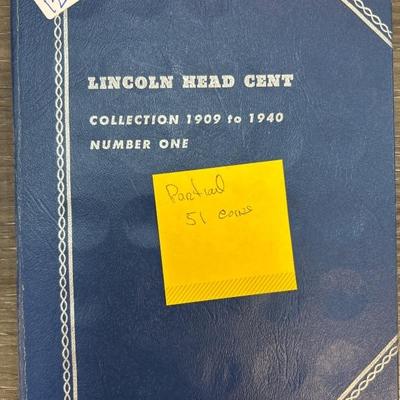 LINCOLN HEAD CENT
COLLECTION 1909 to 1940
NUMBER ONE
Partial
51 coins